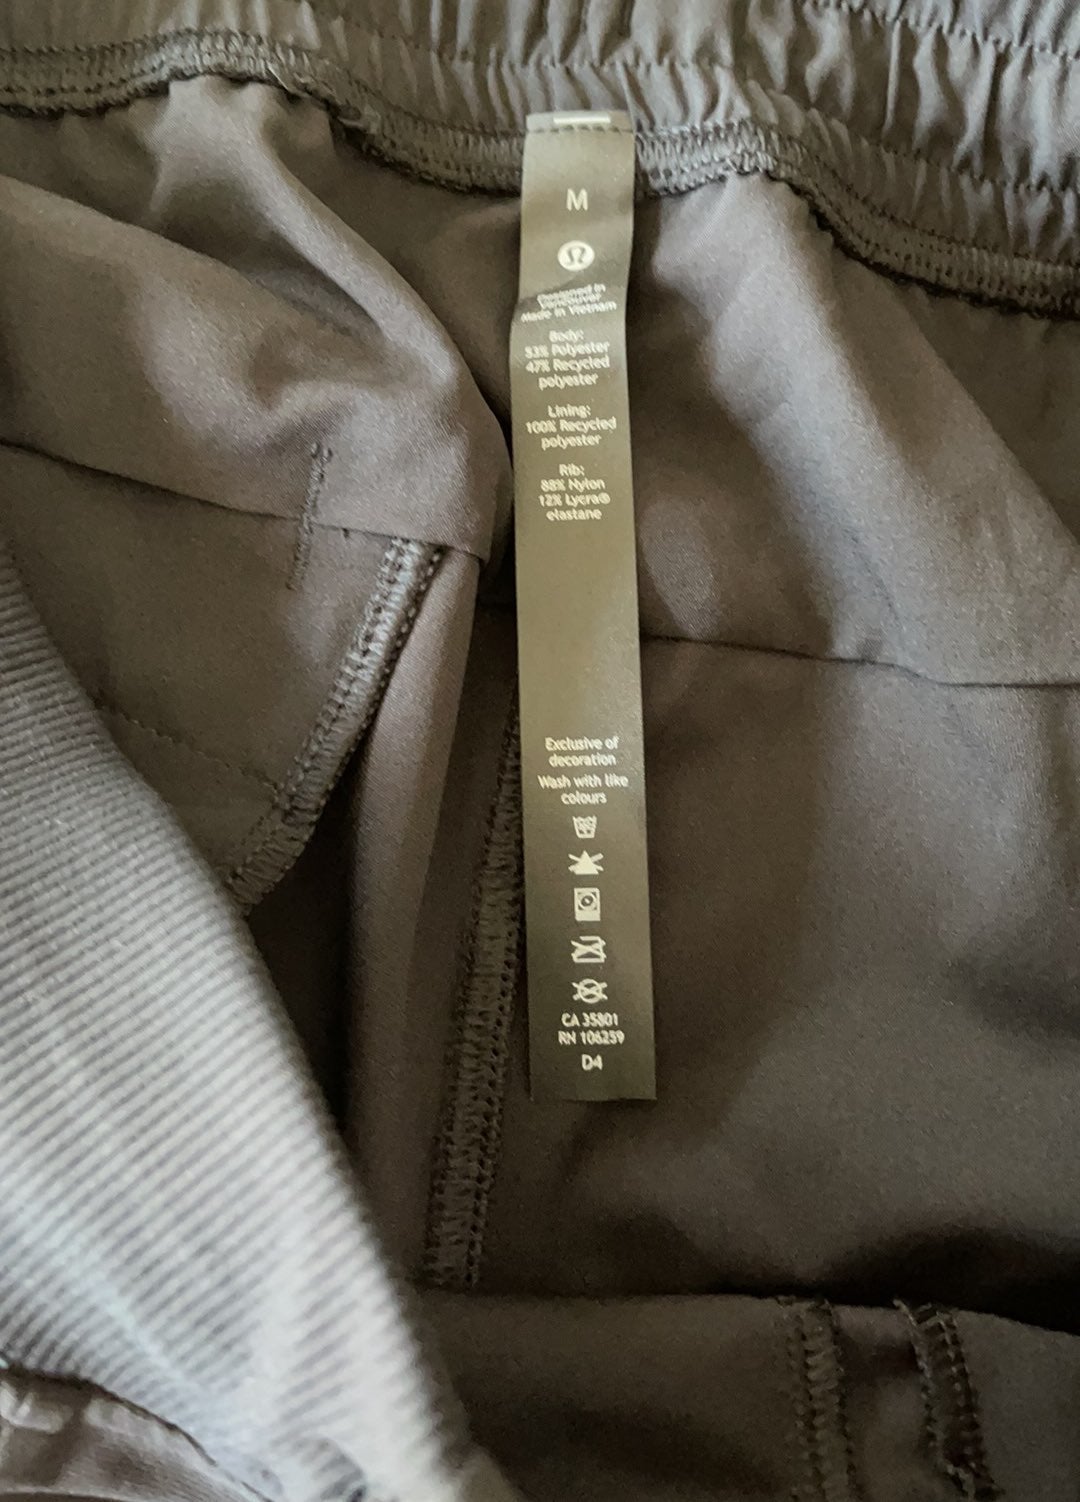 M
Designed in
Vancouver
Made in Vietnam
Body:
53% Polyester
47% Recycled
polyester
Lining:
100% Recycled
polyester
Rib:
88% Nylon
12% Lycra®
elastane
Exclusive of
decoration
Wash with like
colours
CA 35801
RN 106259
D4